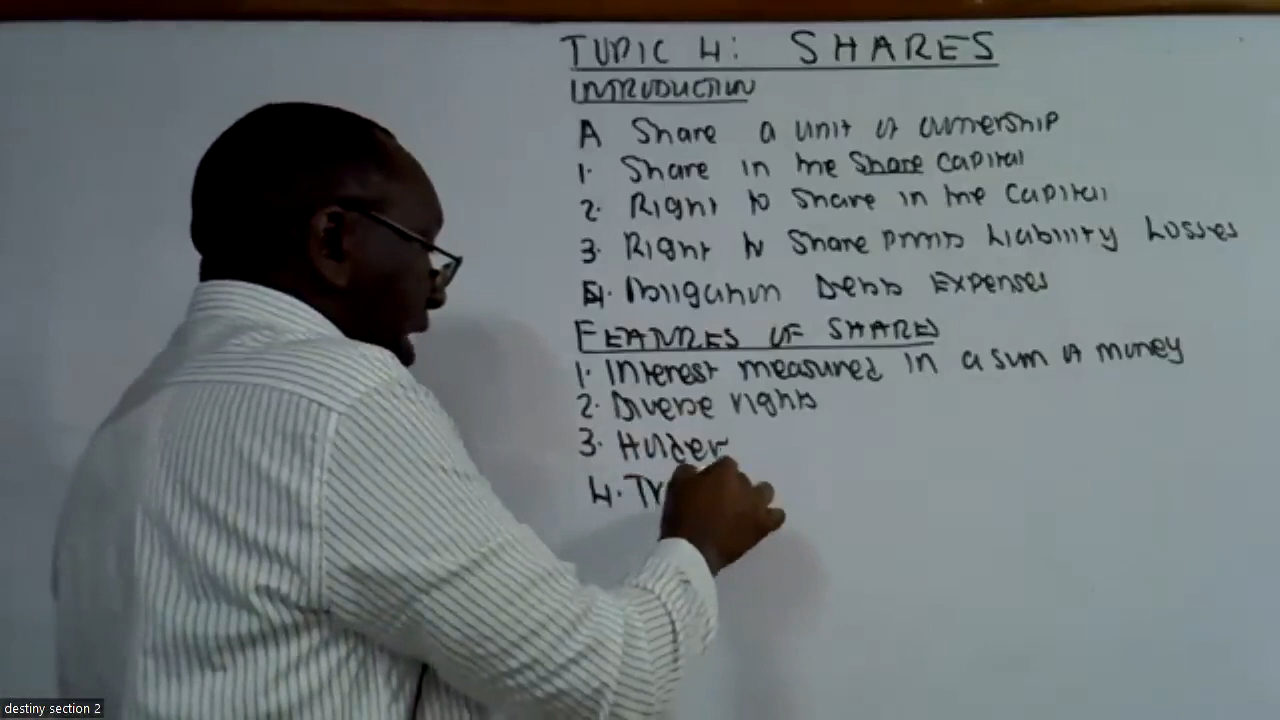 TOPIC 4: SHARES
INTRODUCTION
A Share a unit of ownership
1. Share in the Share Capital
2. Right to Share in the Capital
3. Right to Share Profits Liability Losses
4. Obligation Debts Expenses
FEATURES OF SHARES
1. Interest measured in a sum of money
2. Diverse rights
3. Holder
4. Tr
destiny section 2